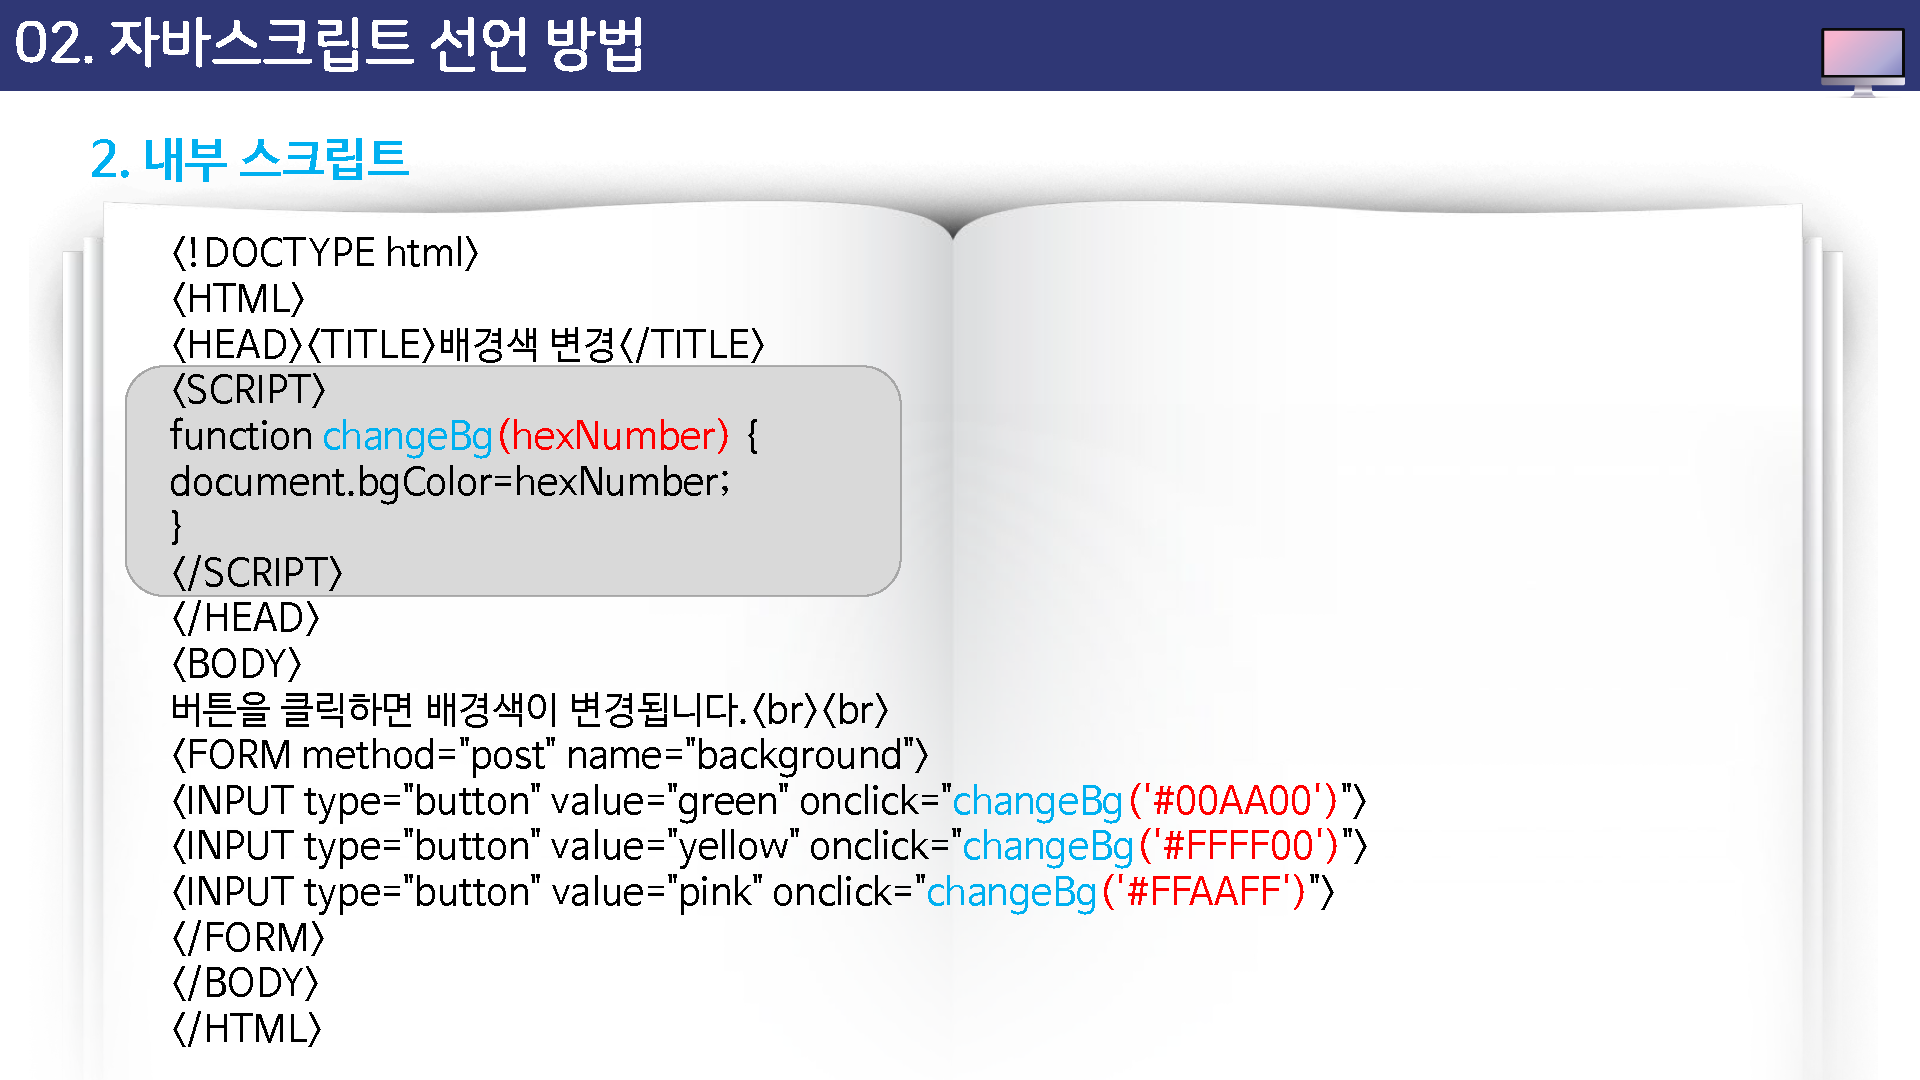 02. 자바스크립트 선언 방법
2. 내부 스크립트
<!DOCTYPE html>
<HTML>
<HEAD><TITLE>배경색 변경</TITLE>
<SCRIPT>
function changeBg(hexNumber) {
document.bgColor=hexNumber;
}
</SCRIPT>
</HEAD>
<BODY>
버튼을 클릭하면 배경색이 변경됩니다.<br><br>
<FORM method="post" name="background">
<INPUT type="button" value="green" onclick="changeBg('#00AA00')">
<INPUT type="button" value="yellow" onclick="changeBg('#FFFF00')">
<INPUT type="button" value="pink" onclick="changeBg('#FFAAFF')">
</FORM>
</BODY>
</HTML>